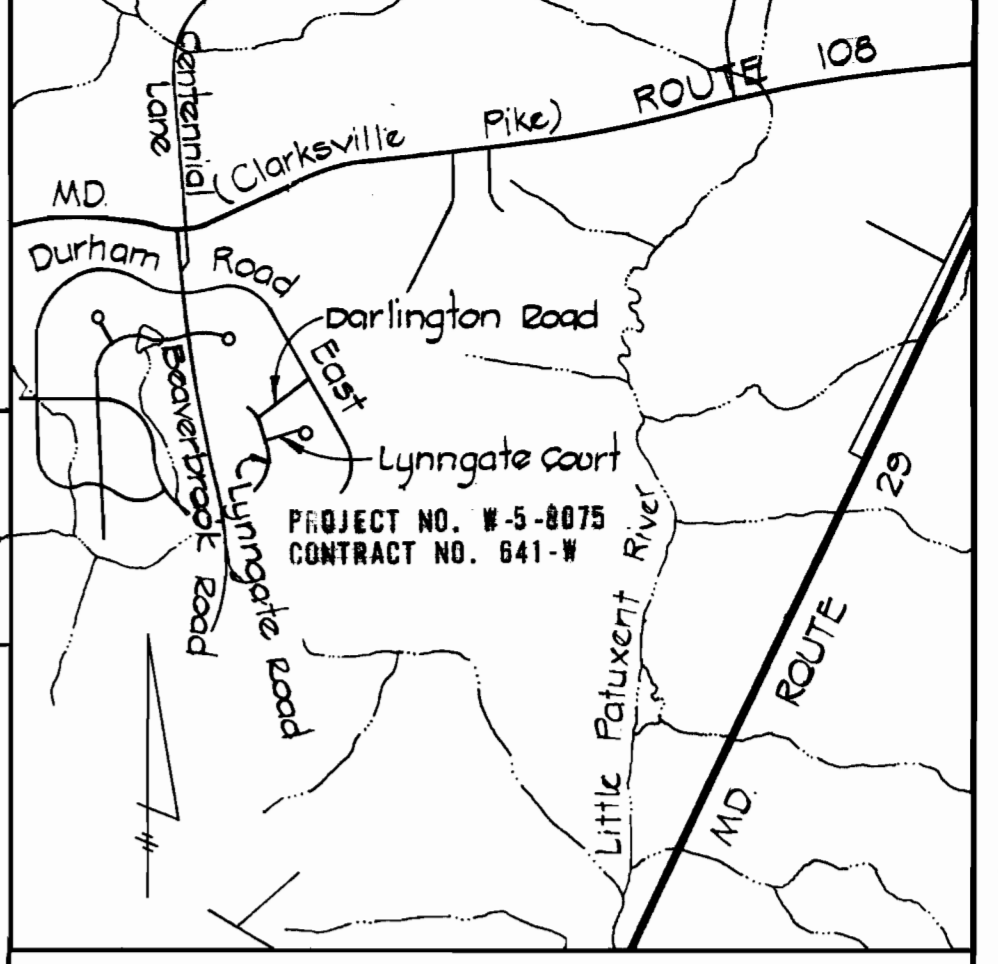 Centennial
Lane
MD. (Clarksville Pike) ROUTE 108
Durham Road East
Darlington Road
Beaverbrook Road
Lynngate Court
Lynngate Road
PROJECT NO. W-5-8075
CONTRACT NO. 641-W
Little Patuxent River
MD. ROUTE 29